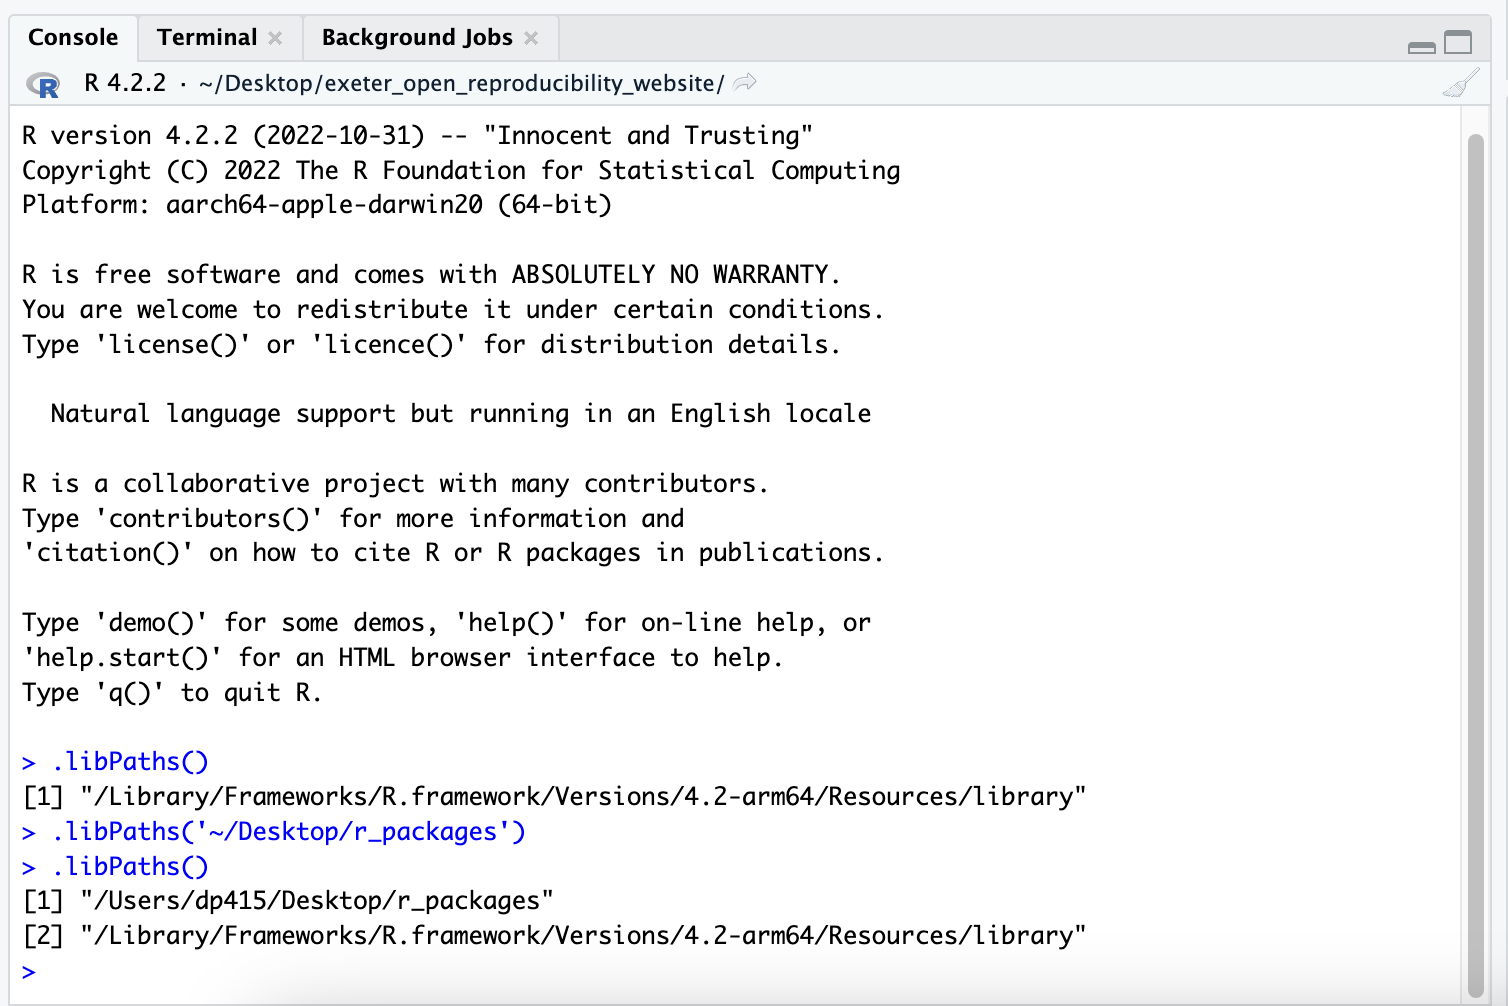 Console Terminal × Background Jobs ×
R 4.2.2 · ~/Desktop/exeter_open_reproducibility_website/
R version 4.2.2 (2022-10-31) -- "Innocent and Trusting"
Copyright (C) 2022 The R Foundation for Statistical Computing
Platform: aarch64-apple-darwin20 (64-bit)
R is free software and comes with ABSOLUTELY NO WARRANTY.
You are welcome to redistribute it under certain conditions.
Type 'license()' or 'licence()' for distribution details.
Natural language support but running in an English locale
R is a collaborative project with many contributors.
Type 'contributors()' for more information and
'citation()' on how to cite R or R packages in publications.
Type 'demo()' for some demos, 'help()' for on-line help, or
'help.start()' for an HTML browser interface to help.
Type 'q()' to quit R.
> .libPaths()
[1] "/Library/Frameworks/R.framework/Versions/4.2-arm64/Resources/library"
> .libPaths('~/Desktop/r_packages')
> .libPaths()
[1] "/Users/dp415/Desktop/r_packages"
[2] "/Library/Frameworks/R.framework/Versions/4.2-arm64/Resources/library"
>